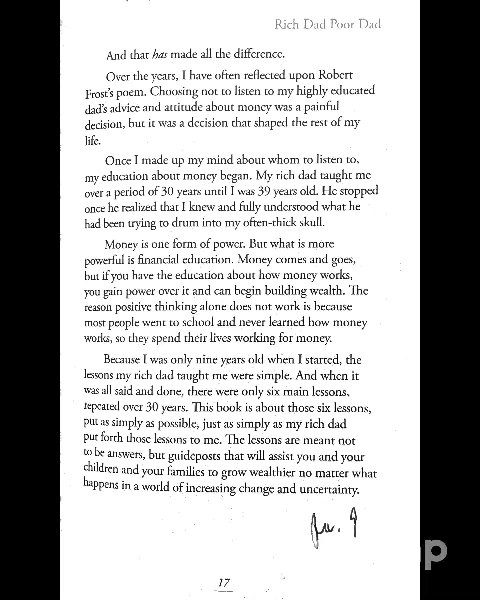 Rich Dad Poor Dad
And that has made all the difference.
Over the years, I have often reflected upon Robert
Frost's poem. Choosing not to listen to my highly educated
dad's advice and attitude about money was a painful
decision, but it was a decision that shaped the rest of my
life.
Once I made up my mind about whom to listen to,
my education about money began. My rich dad taught me
over a period of 30 years until I was 39 years old. He stopped
once he realized that I knew and fully understood what he
had been trying to drum into my often-thick skull.
Money is one form of power. But what is more
powerful is financial education. Money comes and goes,
but if you have the education about how money works,
you gain power over it and can begin building wealth. The
reason positive thinking alone does not work is because
most people went to school and never learned how money
works, so they spend their lives working for money.
Because I was only nine years old when I started, the
lessons my rich dad taught me were simple. And when it
was all said and done, there were only six main lessons,
repeated over 30 years. This book is about those six lessons,
put as simply as possible, just as simply as my rich dad
put forth those lessons to me. The lessons are meant not
to be answers, but guideposts that will assist you and your
children and your families to grow wealthier no matter what
happens in a world of increasing change and uncertainty.
17